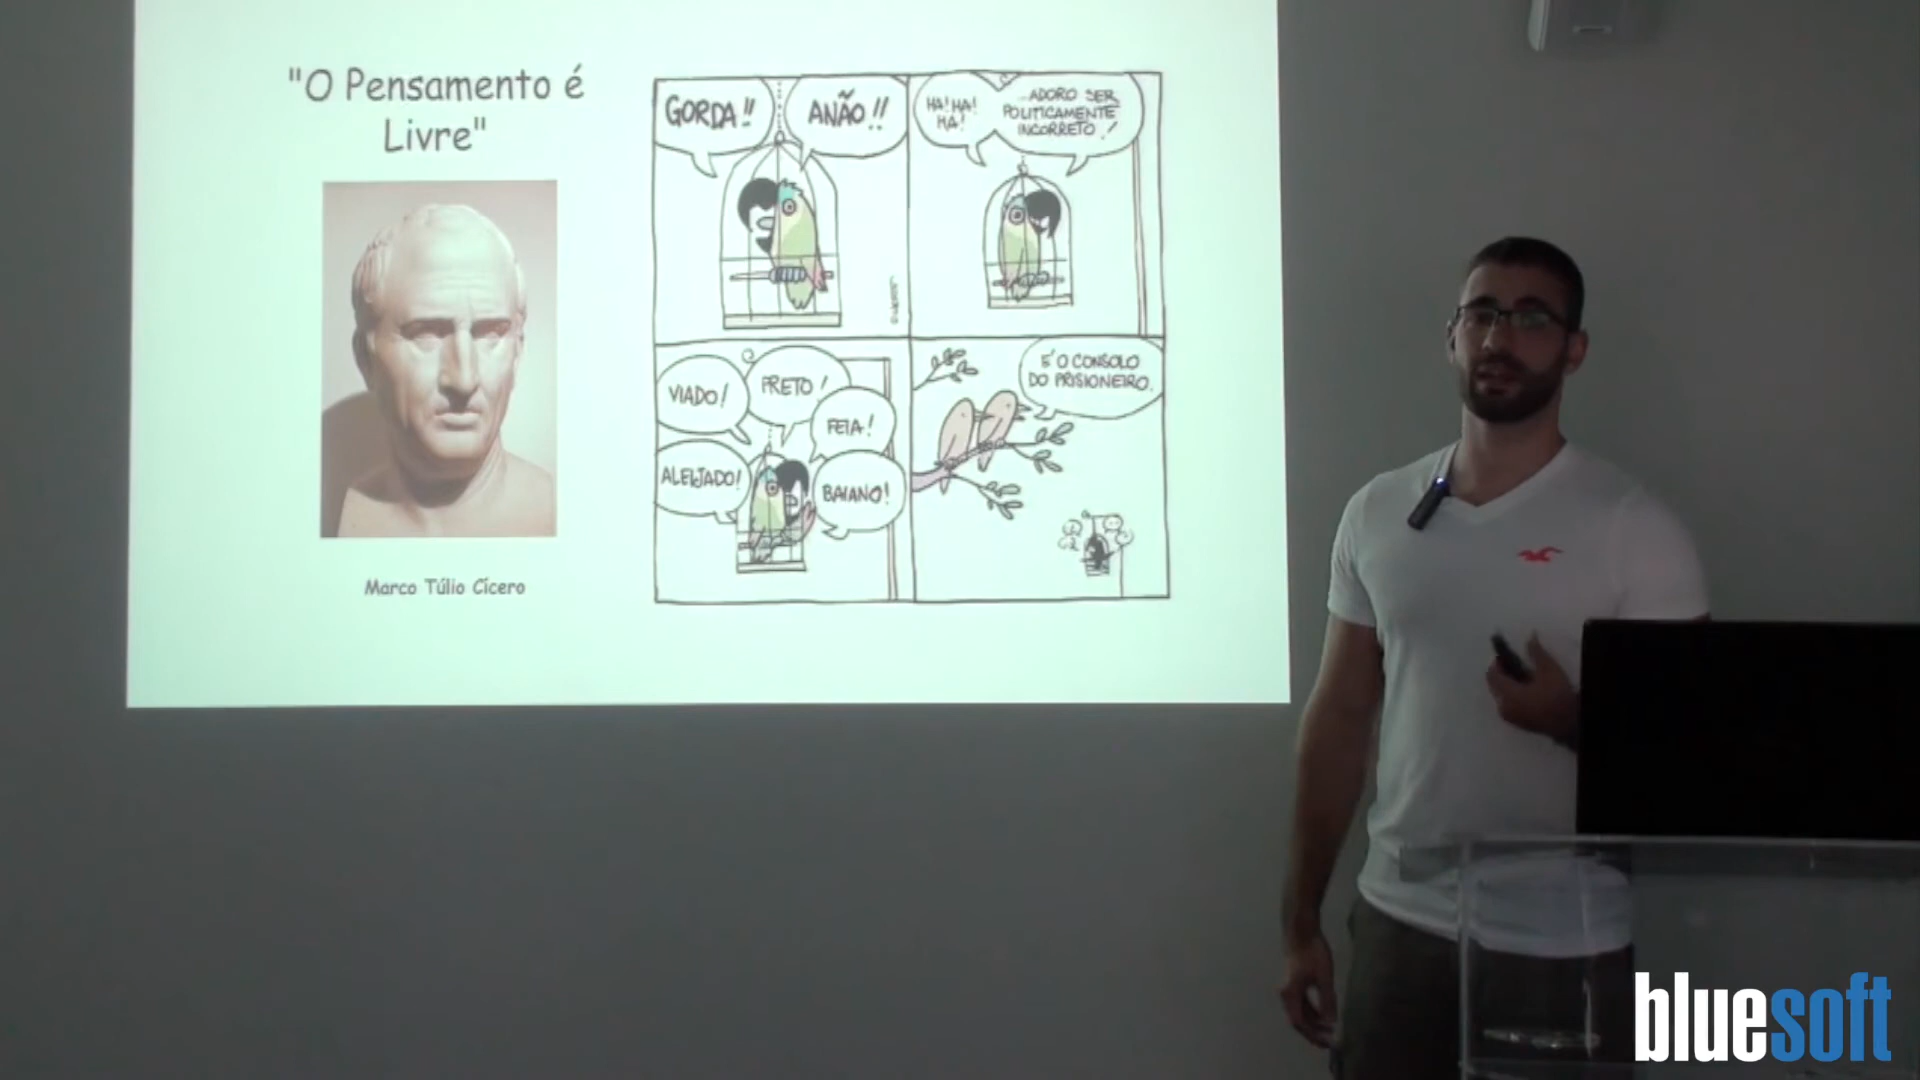 "O Pensamento é
Livre"
Marco Túlio Cícero
GORDA!!
ANÃO!!
HA! HA!
HA!
...ADORO SER
POLITICAMENTE
INCORRETO!
VIADO!
PRETO!
FEIA!
ALEIJADO!
BAIANO!
É O CONSOLO
DO PRISIONEIRO.
bluesoft